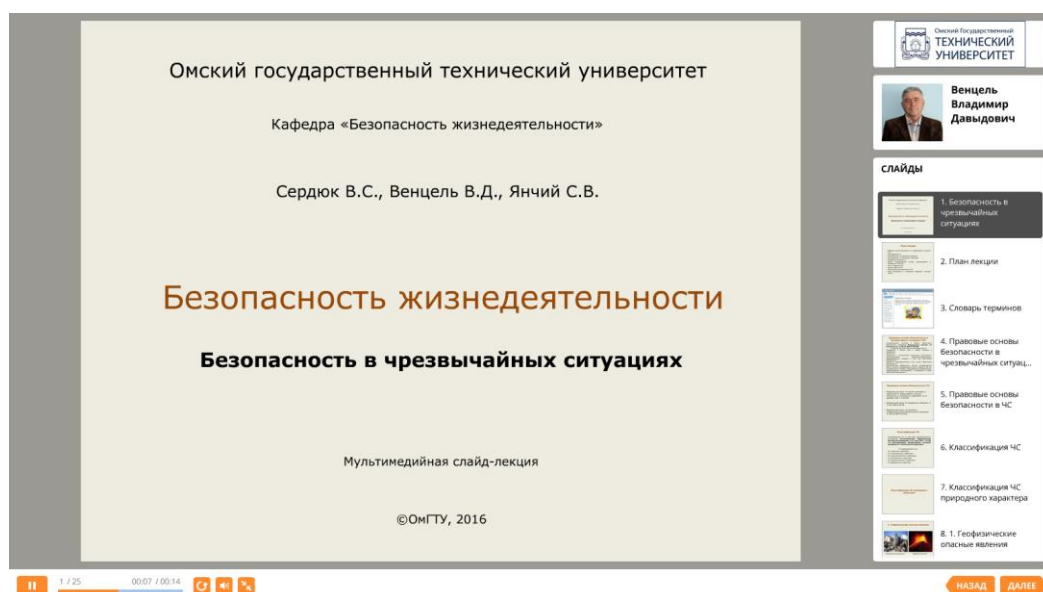 Омский государственный технический университет
Кафедра «Безопасность жизнедеятельности»
Сердюк В.С., Венцель В.Д., Янчий С.В.
Безопасность жизнедеятельности
Безопасность в чрезвычайных ситуациях
Мультимедийная слайд-лекция
©ОмГТУ, 2016
Омский Государственный
ТЕХНИЧЕСКИЙ
УНИВЕРСИТЕТ
Венцель
Владимир
Давыдович
СЛАЙДЫ
1. Безопасность в
чрезвычайных
ситуациях
2. План лекции
3. Словарь терминов
4. Правовые основы
безопасности в
чрезвычайных ситуац...
5. Правовые основы
безопасности в ЧС
6. Классификация ЧС
7. Классификация ЧС
природного характера
8. 1. Геофизические
опасные явления
1 / 25
00:07 / 00:14
НАЗАД
ДАЛЕЕ